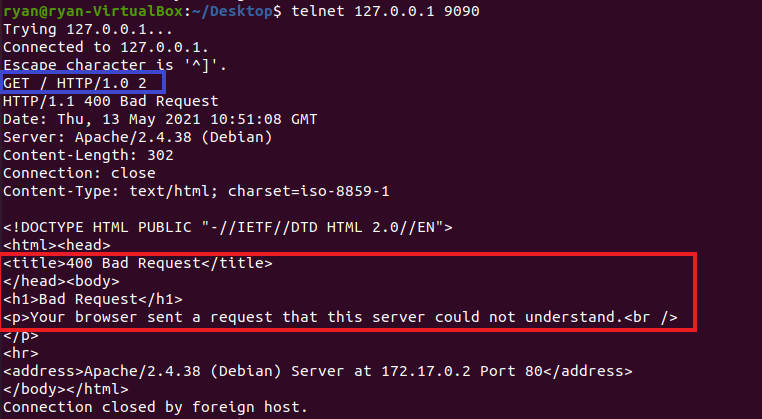 ryan@ryan-VirtualBox:~/Desktop$ telnet 127.0.0.1 9090
Trying 127.0.0.1...
Connected to 127.0.0.1.
Escape character is '^]'.
GET / HTTP/1.0 2
HTTP/1.1 400 Bad Request
Date: Thu, 13 May 2021 10:51:08 GMT
Server: Apache/2.4.38 (Debian)
Content-Length: 302
Connection: close
Content-Type: text/html; charset=iso-8859-1

<!DOCTYPE HTML PUBLIC "-//IETF//DTD HTML 2.0//EN">
<html><head>
<title>400 Bad Request</title>
</head><body>
<h1>Bad Request</h1>
<p>Your browser sent a request that this server could not understand.<br />
</p>
<hr>
<address>Apache/2.4.38 (Debian) Server at 172.17.0.2 Port 80</address>
</body></html>
Connection closed by foreign host.